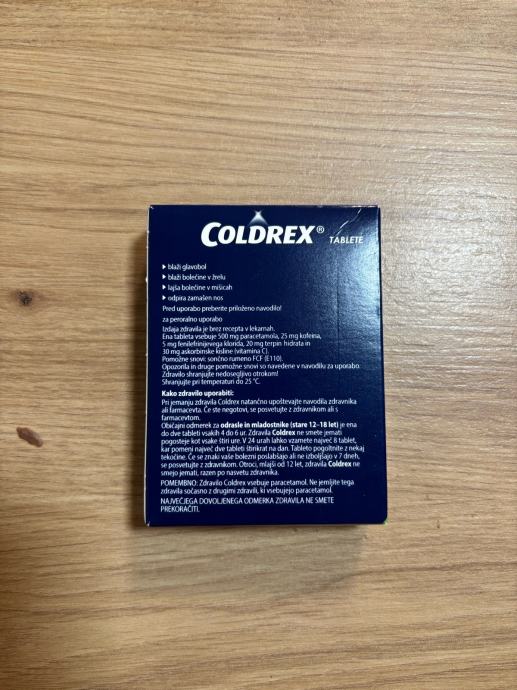 COLDREX® TABLETE
blaži glavobol
blaži bolečine v žrelu
lajša bolečine v mišicah
odpira zamašen nos
Pred uporabo preberite priloženo navodilo!
za peroralno uporabo
Izdaja zdravila je brez recepta v lekarnah.
Ena tableta vsebuje 500 mg paracetamola, 25 mg kofeina,
5 mg fenilefrinijevega klorida, 20 mg terpin hidrata in
30 mg askorbinske kisline (vitamina C).
Pomožne snovi: sončno rumeno FCF (E110).
Opozorila in druge pomožne snovi so navedene v navodilu za uporabo.
Zdravilo shranjujte nedosegljivo otrokom!
Shranjujte pri temperaturi do 25 °C.
Kako zdravilo uporabiti:
Pri jemanju zdravila Coldrex natančno upoštevajte navodila zdravnika
ali farmacevta. Če ste negotovi, se posvetujte z zdravnikom ali s
farmacevtom.
Običajni odmerek za odrasle in mladostnike (stare 12–18 let) je ena
do dve tableti vsakih 4 do 6 ur. Zdravila Coldrex ne smete jemati
pogosteje kot vsake štiri ure. V 24 urah lahko vzamete največ 8 tablet,
kar pomeni največ dve tableti štirikrat na dan. Tableto pogoltnite z nekaj
tekočine. Če se znaki vaše bolezni poslabšajo ali ne izboljšajo v 7 dneh,
se posvetujte z zdravnikom. Otroci, mlajši od 12 let, zdravila Coldrex ne
smejo jemati, razen po nasvetu zdravnika.
POMEMBNO: Zdravilo Coldrex vsebuje paracetamol. Ne jemljite tega
zdravila sočasno z drugimi zdravili, ki vsebujejo paracetamol.
NAJVEČJEGA DOVOLJENEGA ODMERKA ZDRAVILA NE SMETE
PREKORAČITI.